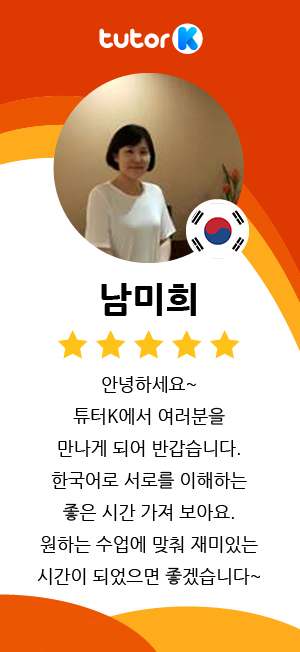 tutor K
남미희
안녕하세요~
튜터K에서 여러분을
만나게 되어 반갑습니다.
한국어로 서로를 이해하는
좋은 시간 가져 보아요.
원하는 수업에 맞춰 재미있는
시간이 되었으면 좋겠습니다~